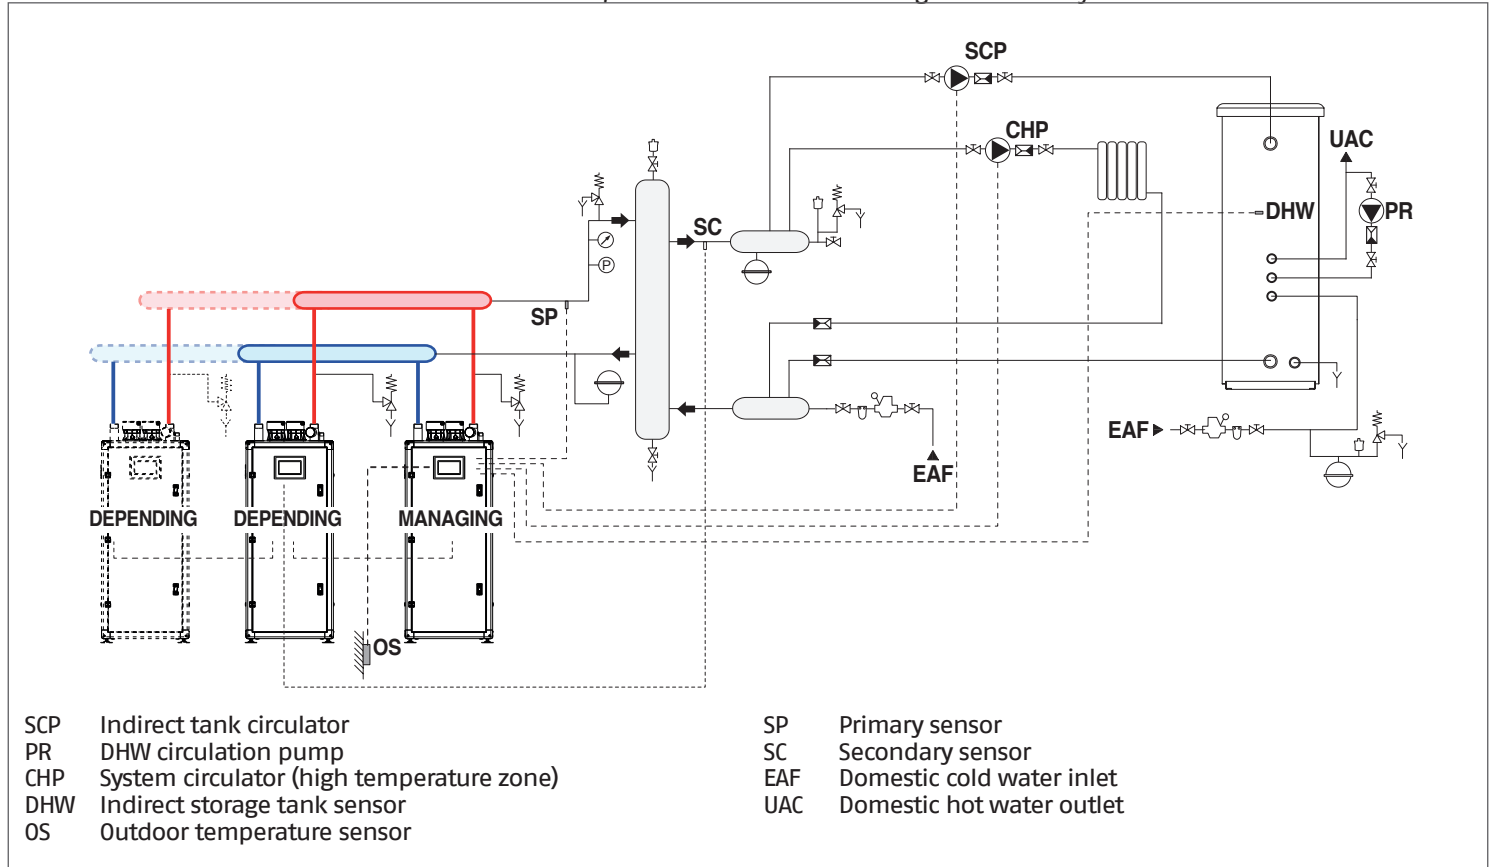 SCP
CHP
UAC
SC
DHW
PR
SP
P
EAF
EAF
DEPENDING DEPENDING MANAGING
OS
SCP Indirect tank circulator
PR DHW circulation pump
CHP System circulator (high temperature zone)
DHW Indirect storage tank sensor
OS Outdoor temperature sensor
SP Primary sensor
SC Secondary sensor
EAF Domestic cold water inlet
UAC Domestic hot water outlet